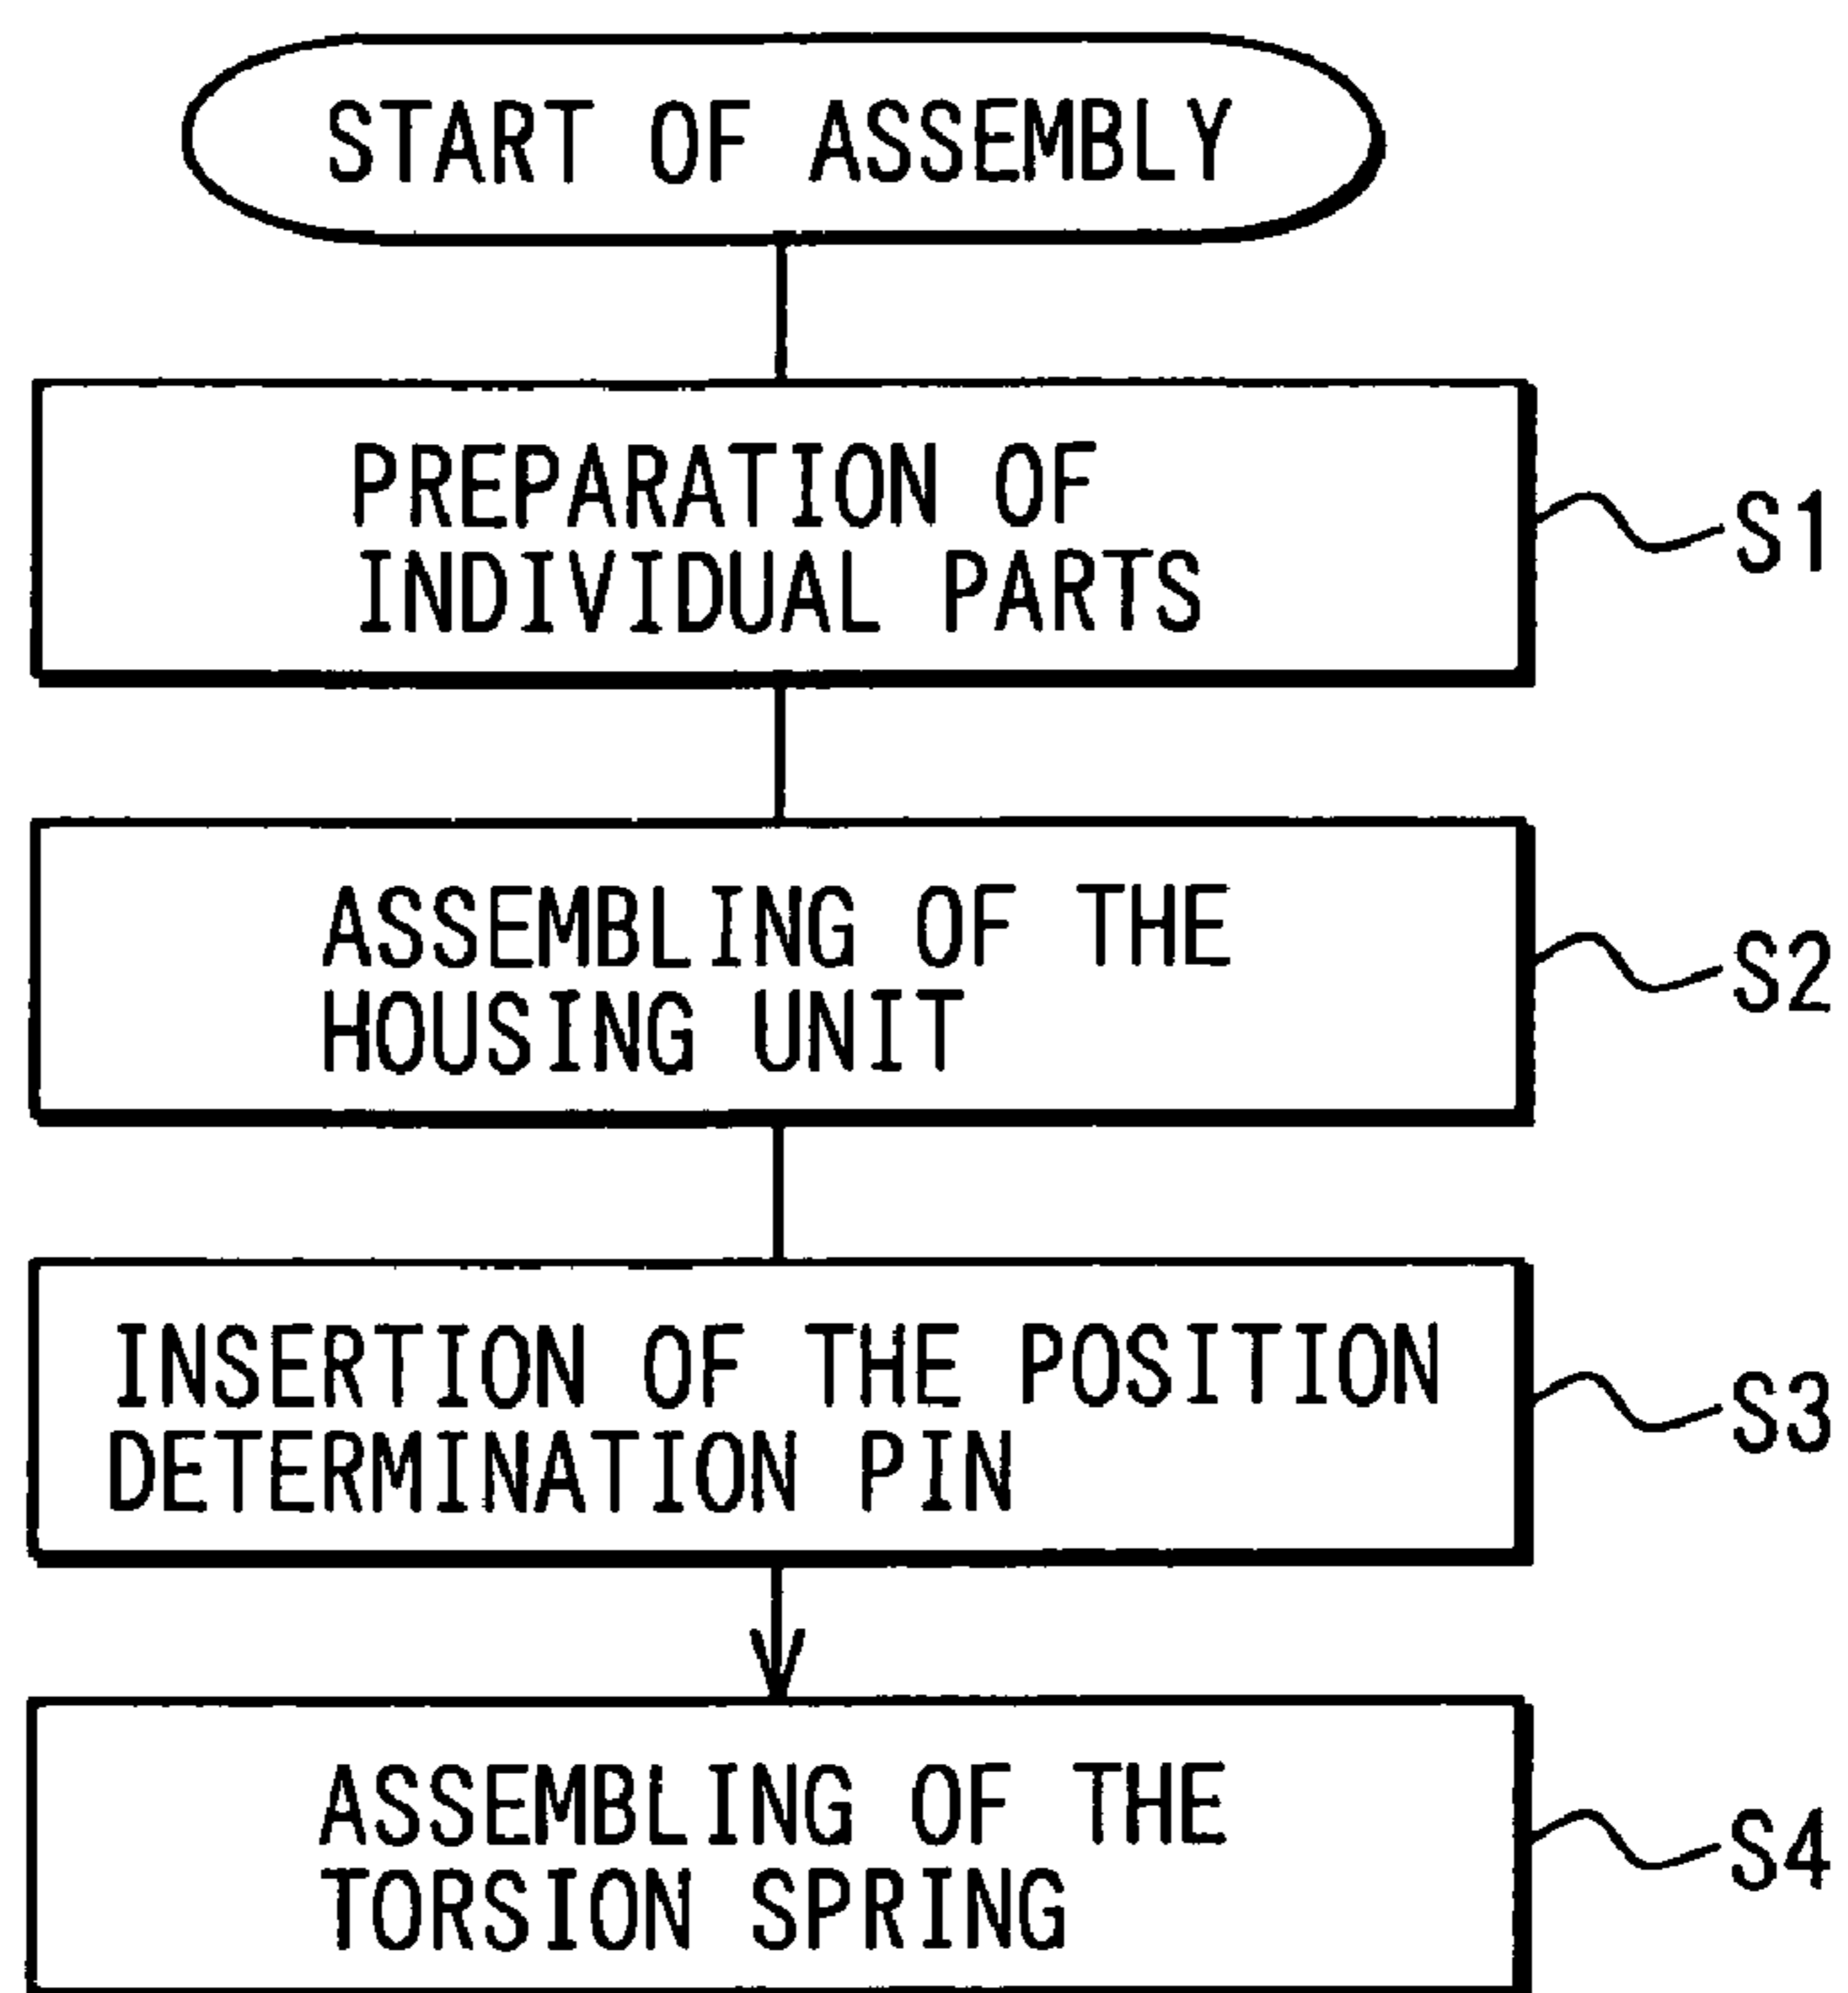 START OF ASSEMBLY
PREPARATION OF
INDIVIDUAL PARTS
S1
ASSEMBLING OF THE
HOUSING UNIT
S2
INSERTION OF THE POSITION
DETERMINATION PIN
S3
ASSEMBLING OF THE
TORSION SPRING
S4